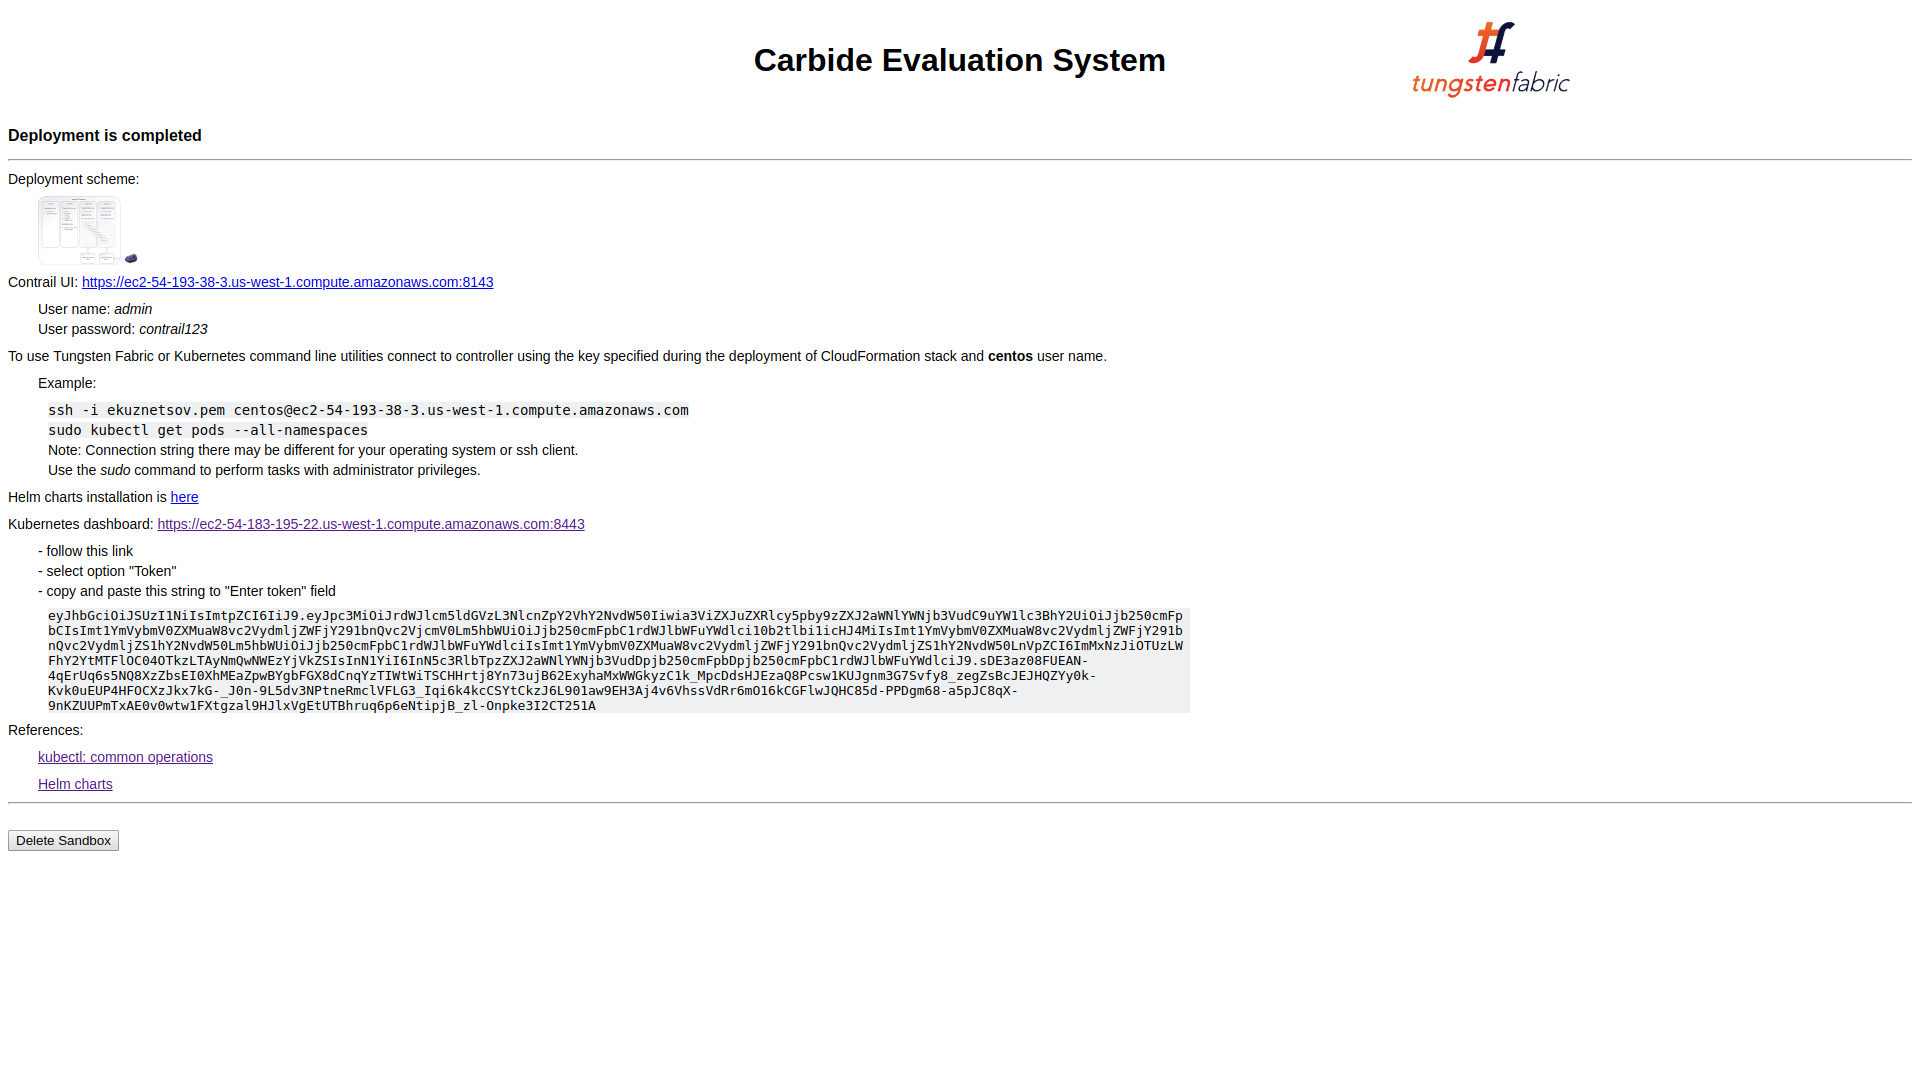 Carbide Evaluation System
tungstenfabric
Deployment is completed
Deployment scheme:
Contrail UI: https://ec2-54-193-38-3.us-west-1.compute.amazonaws.com:8143
User name: admin
User password: contrail123
To use Tungsten Fabric or Kubernetes command line utilities connect to controller using the key specified during the deployment of CloudFormation stack and centos user name.
Example:
ssh -i ekuznetsov.pem centos@ec2-54-193-38-3.us-west-1.compute.amazonaws.com
sudo kubectl get pods --all-namespaces
Note: Connection string there may be different for your operating system or ssh client.
Use the sudo command to perform tasks with administrator privileges.
Helm charts installation is here
Kubernetes dashboard: https://ec2-54-183-195-22.us-west-1.compute.amazonaws.com:8443
- follow this link
- select option "Token"
- copy and paste this string to "Enter token" field
eyJhbGciOiJSUzI1NiIsImtpZCI6IiJ9.eyJpc3MiOiJrdWJlcm5ldGVzL3NlcnZpY2VhY2NvdW50Iiwia3ViZXJuZXRlcy5pby9zZXJ2aWNlYWNjb3VudC9uYW1lc3BhY2UiOiJjb250cmFp
bCIsImt1YmVybmV0ZXMuaW8vc2VydmljZWFjY291bnQvc2VjcmV0Lm5hbWUiOiJjb250cmFpbC1rdWJlbWFuYWdlci10b2tlbi1icHJ4MiIsImt1YmVybmV0ZXMuaW8vc2VydmljZWFjY291b
nQvc2VydmljZS1hY2NvdW50Lm5hbWUiOiJjb250cmFpbC1rdWJlbWFuYWdlciIsImt1YmVybmV0ZXMuaW8vc2VydmljZWFjY291bnQvc2VydmljZS1hY2NvdW50LnVpZCI6ImMxNzJiOTUzLW
FhY2YtMTFlOC04OTkzLTAyNmQwNWEzYjVkZSIsInN1YiI6InN5c3RlbTpzZXJ2aWNlYWNjb3VudDpjb250cmFpbDpjb250cmFpbC1rdWJlbWFuYWdlciJ9.sDE3az08FUEAN-
4qErUq6s5NQ8XzZbsEI0XhMEaZpwBYgbFGX8dCnqYzTIWtWiTSCHHrtj8Yn73ujB62ExyhaMxWWGkyzC1k_MpcDdsHJEzaQ8Pcsw1KUJgnm3G7Svfy8_zegZsBcJEJHQZYy0k-
Kvk0uEUP4HFOCXzJkx7kG-_J0n-9L5dv3NPtneRmclVFLG3_Iqi6k4kcCSYtCkzJ6L901aw9EH3Aj4v6VhssVdRr6mO16kCGFlwJQHC85d-PPDgm68-a5pJC8qX-
9nKZUUPmTxAE0v0wtw1FXtgzal9HJlxVgEtUTBhruq6p6eNtipjB_zl-Onpke3I2CT251A
References:
kubectl: common operations
Helm charts
Delete Sandbox